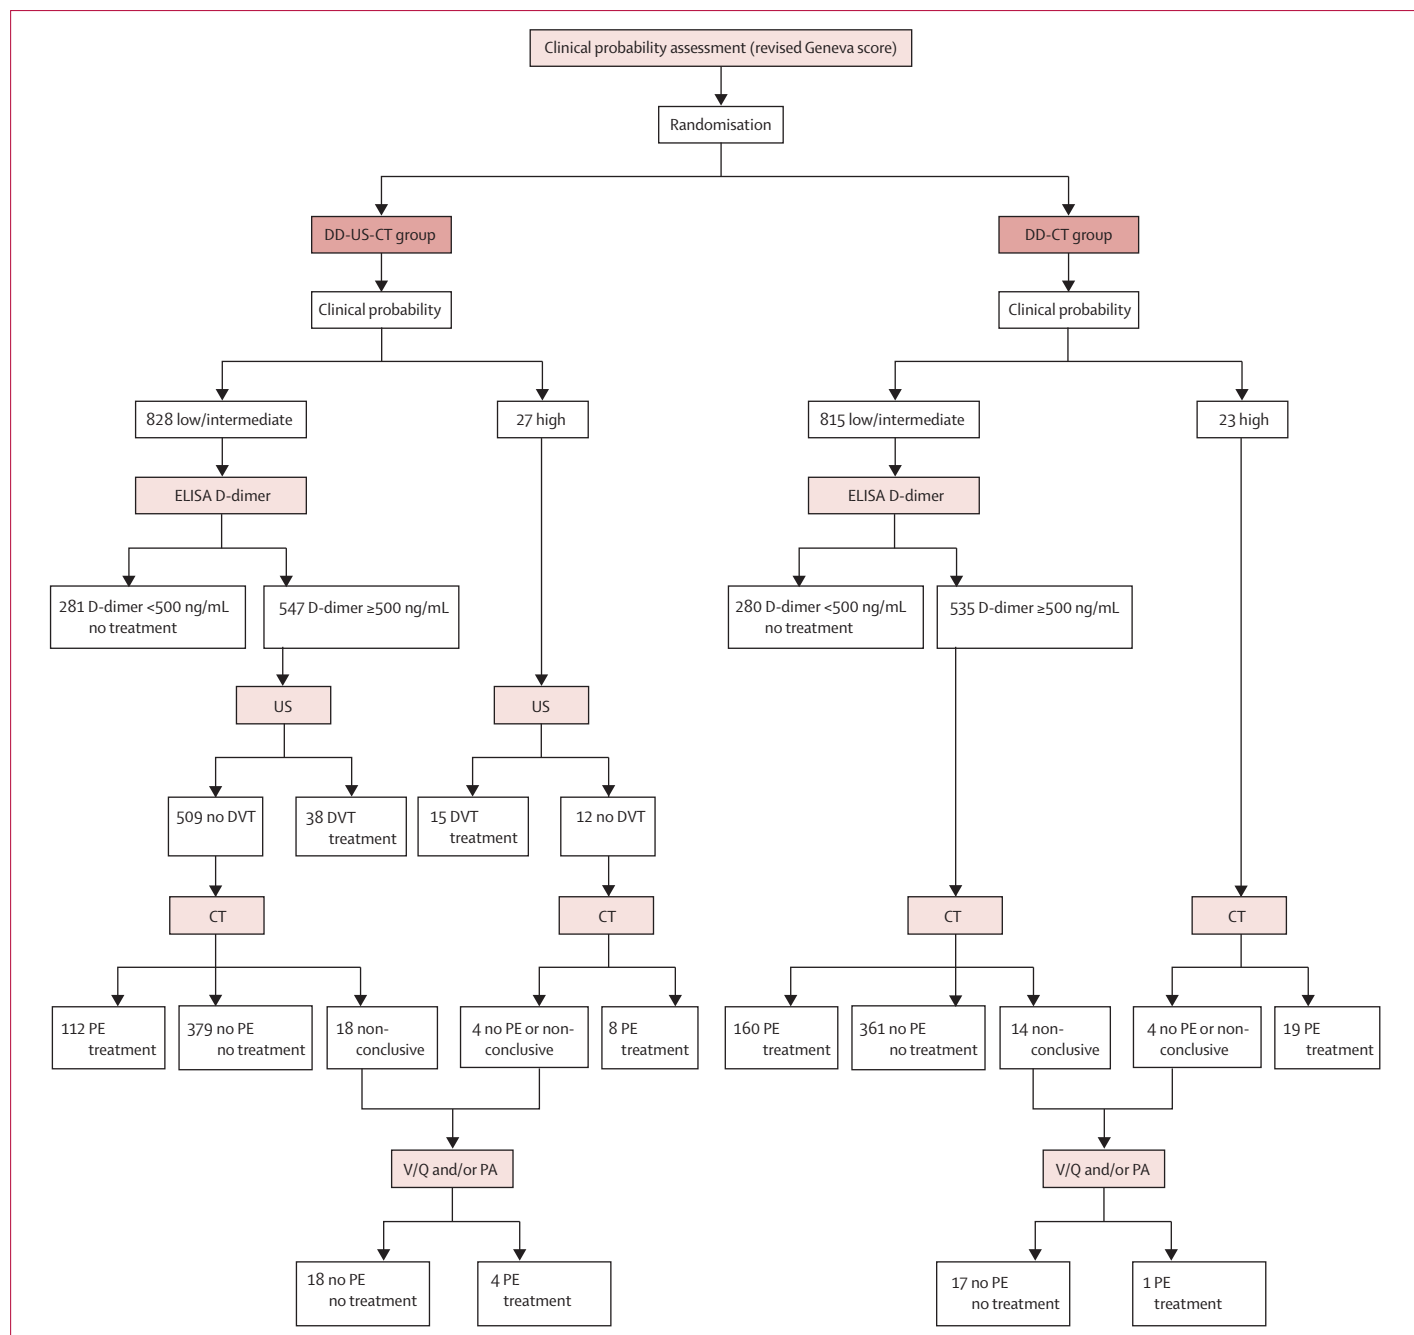 Clinical probability assessment (revised Geneva score)
Randomisation
DD-US-CT group
DD-CT group
Clinical probability
Clinical probability
828 low/intermediate
27 high
815 low/intermediate
23 high
ELISA D-dimer
ELISA D-dimer
281 D-dimer <500 ng/mL
no treatment
547 D-dimer ≥500 ng/mL
280 D-dimer <500 ng/mL
no treatment
535 D-dimer ≥500 ng/mL
US
US
509 no DVT
38 DVT
treatment
15 DVT
treatment
12 no DVT
CT
CT
CT
CT
112 PE
treatment
379 no PE
no treatment
18 non-
conclusive
4 no PE or non-
conclusive
8 PE
treatment
160 PE
treatment
361 no PE
no treatment
14 non-
conclusive
4 no PE or non-
conclusive
19 PE
treatment
V/Q and/or PA
V/Q and/or PA
18 no PE
no treatment
4 PE
treatment
17 no PE
no treatment
1 PE
treatment